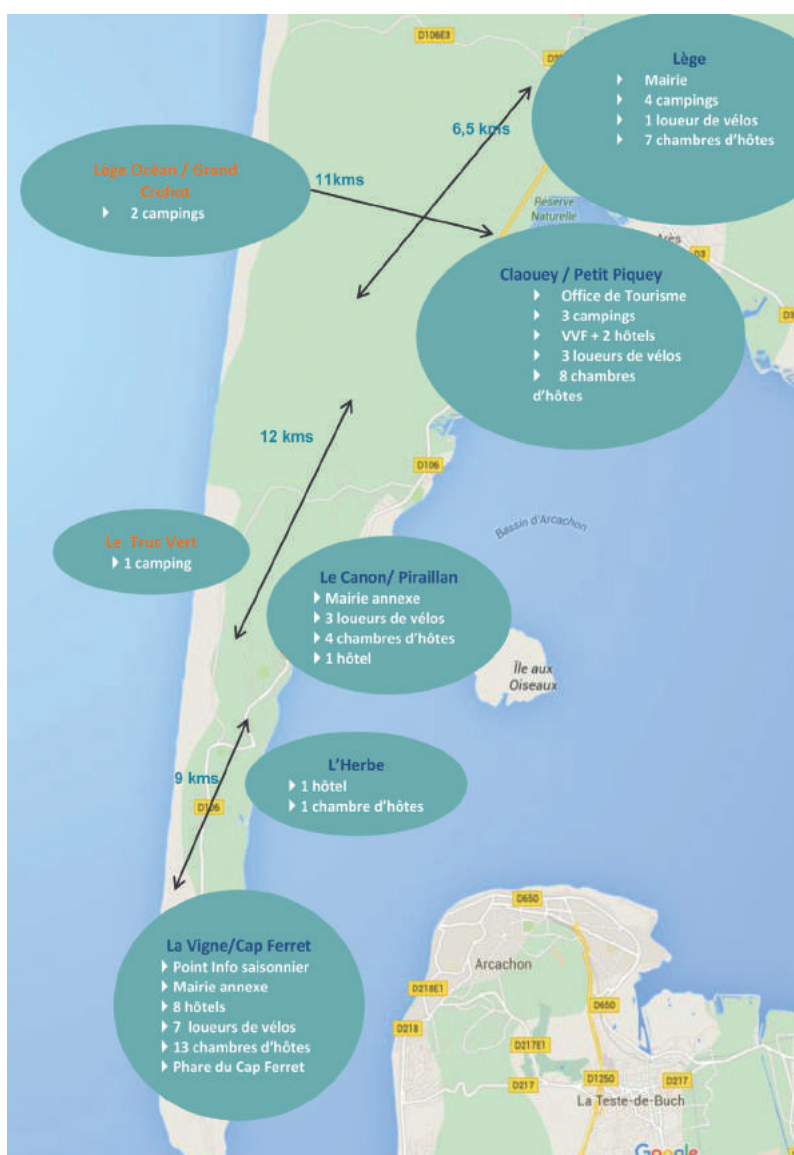 D106E3
Lège
Mairie
4 campings
1 loueur de vélos
7 chambres d'hôtes
6,5 kms
Lège Océan / Grand
Crohot
2 campings
11kms
Réserve
Naturelle
D3
Claouey / Petit Piquey
Office de Tourisme
3 campings
VVF + 2 hôtels
3 loueurs de vélos
8 chambres
d'hôtes
12 kms
D106
Bassin d'Arcachon
Le Truc Vert
1 camping
Le Canon/ Piraillan
Mairie annexe
3 loueurs de vélos
4 chambres d'hôtes
1 hôtel
Île aux
Oiseaux
9 kms
D106
L'Herbe
1 hôtel
1 chambre d'hôtes
La Vigne/Cap Ferret
Point Info saisonnier
Mairie annexe
8 hôtels
7 loueurs de vélos
13 chambres d'hôtes
Phare du Cap Ferret
D650
Arcachon
D218E1
D650
D218
D217E1
D217
D1250
D217
La Teste-de-Buch
Google